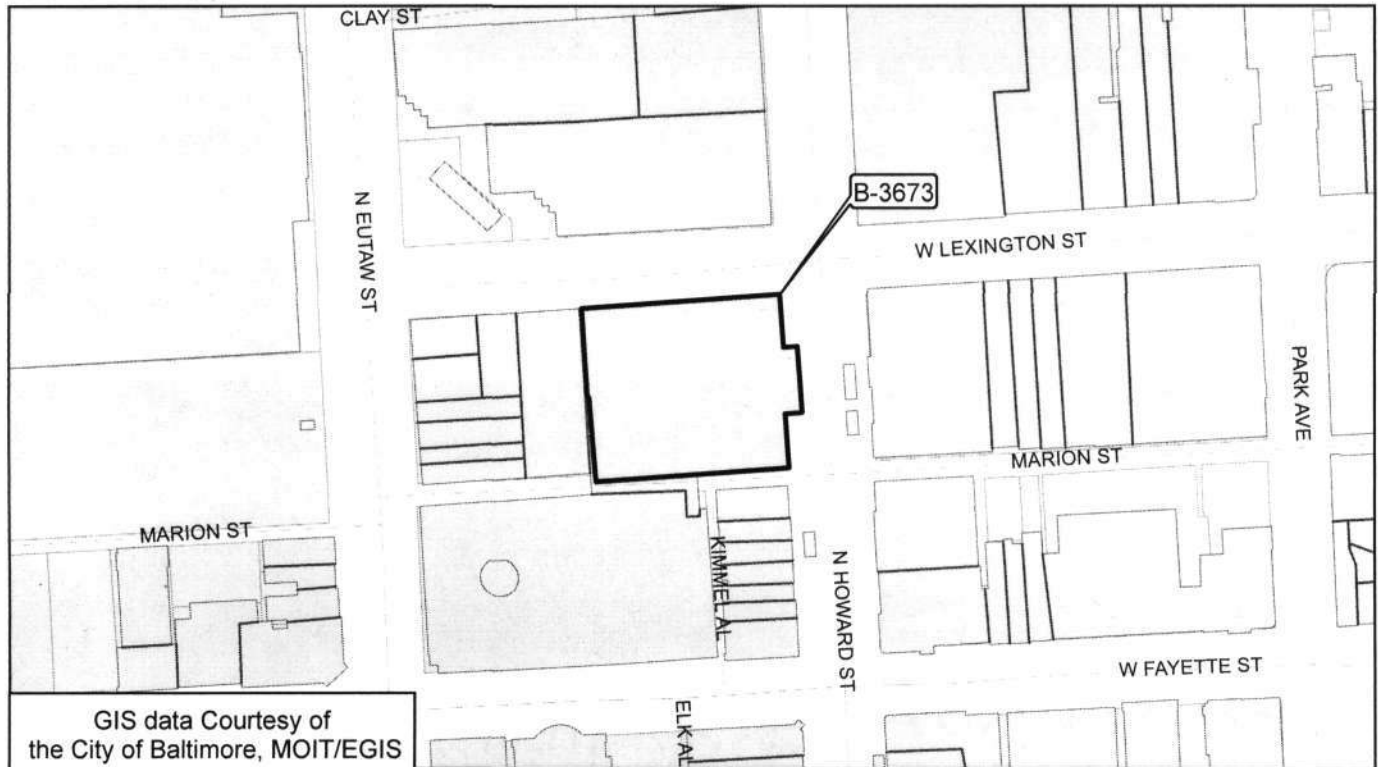 CLAY ST
N EUTAW ST
B-3673
W LEXINGTON ST
PARK AVE
MARION ST
MARION ST
KIMMEL AL
N HOWARD ST
W FAYETTE ST
ELK AL
GIS data Courtesy of
the City of Baltimore, MOIT/EGIS